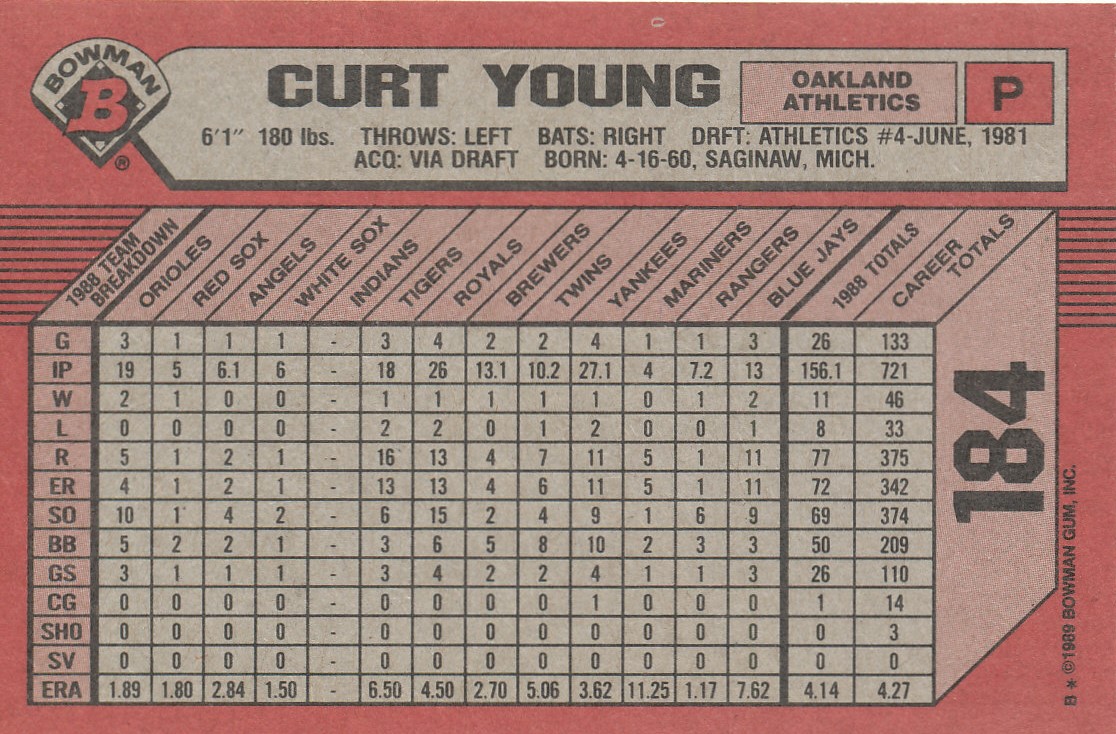 BOWMAN
B
®
CURT YOUNG
OAKLAND ATHLETICS
P
6'1" 180 lbs. THROWS: LEFT BATS: RIGHT DRFT: ATHLETICS #4-JUNE, 1981
ACQ: VIA DRAFT BORN: 4-16-60, SAGINAW, MICH.
1988 TEAM BREAKDOWN ORIOLES RED SOX ANGELS WHITE SOX INDIANS TIGERS ROYALS BREWERS TWINS YANKEES MARINERS RANGERS BLUE JAYS 1988 TOTALS CAREER TOTALS
G 3 1 1 1 - 3 4 2 2 4 1 1 3 26 133
IP 19 5 6.1 6 - 18 26 13.1 10.2 27.1 4 7.2 13 156.1 721
W 2 1 0 0 - 1 1 1 1 1 0 1 2 11 46
L 0 0 0 0 - 2 2 0 1 2 0 0 1 8 33
R 5 1 2 1 - 16 13 4 7 11 5 1 11 77 375
ER 4 1 2 1 - 13 13 4 6 11 5 1 11 72 342
SO 10 1 4 2 - 6 15 2 4 9 1 6 9 69 374
BB 5 2 2 1 - 3 6 5 8 10 2 3 3 50 209
GS 3 1 1 1 - 3 4 2 2 4 1 1 3 26 110
CG 0 0 0 0 - 0 0 0 0 1 0 0 0 1 14
SHO 0 0 0 0 - 0 0 0 0 0 0 0 0 0 3
SV 0 0 0 0 - 0 0 0 0 0 0 0 0 0 0
ERA 1.89 1.80 2.84 1.50 - 6.50 4.50 2.70 5.06 3.62 11.25 1.17 7.62 4.14 4.27
184
B * ©1989 BOWMAN GUM, INC.